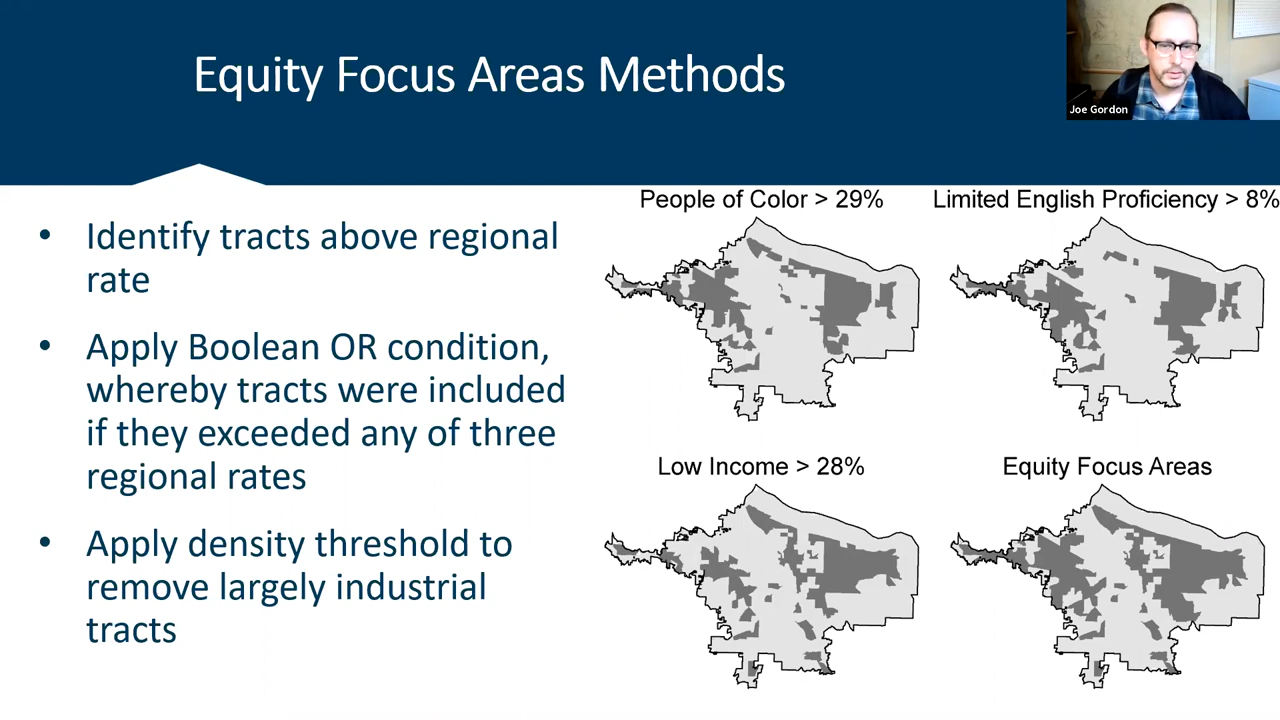 Equity Focus Areas Methods
Joe Gordon
• Identify tracts above regional
rate
• Apply Boolean OR condition,
whereby tracts were included
if they exceeded any of three
regional rates
• Apply density threshold to
remove largely industrial
tracts
People of Color > 29%
Limited English Proficiency > 8%
Low Income > 28%
Equity Focus Areas